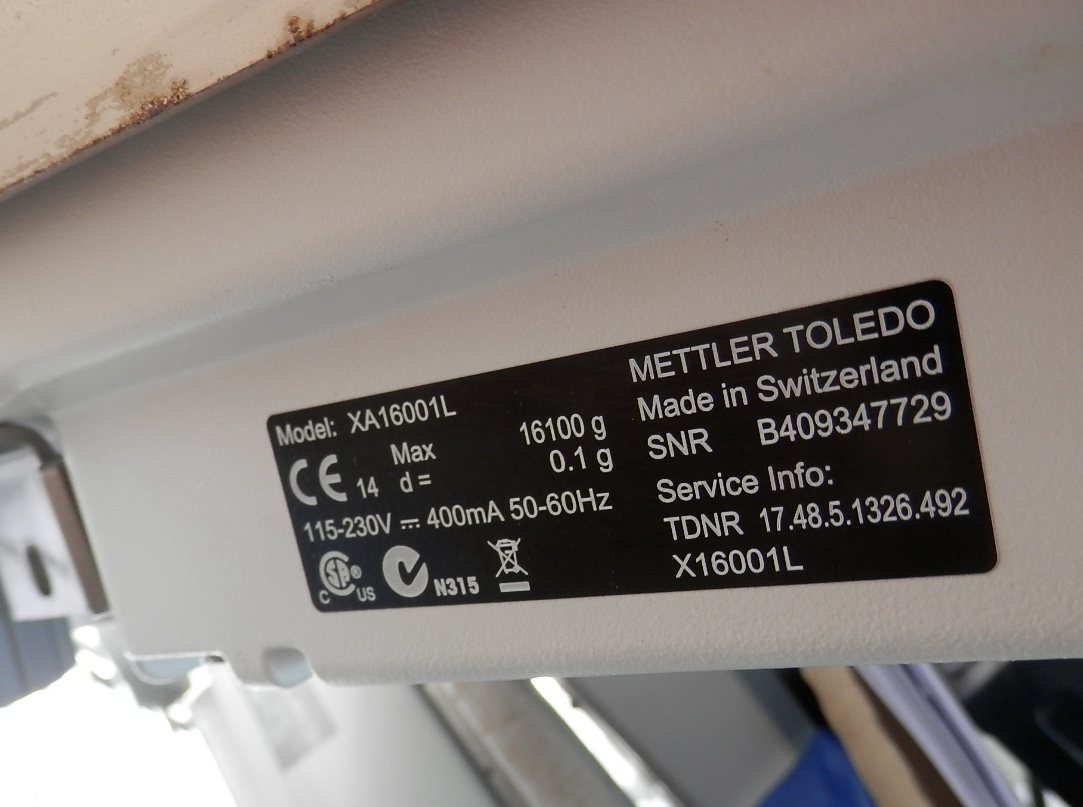 Model: XA16001L
CE 14 Max 16100 g
d = 0.1 g
115-230V ⎓ 400mA 50-60Hz
C SA® US N315
METTLER TOLEDO
Made in Switzerland
SNR B409347729
Service Info:
TDNR 17.48.5.1326.492
X16001L